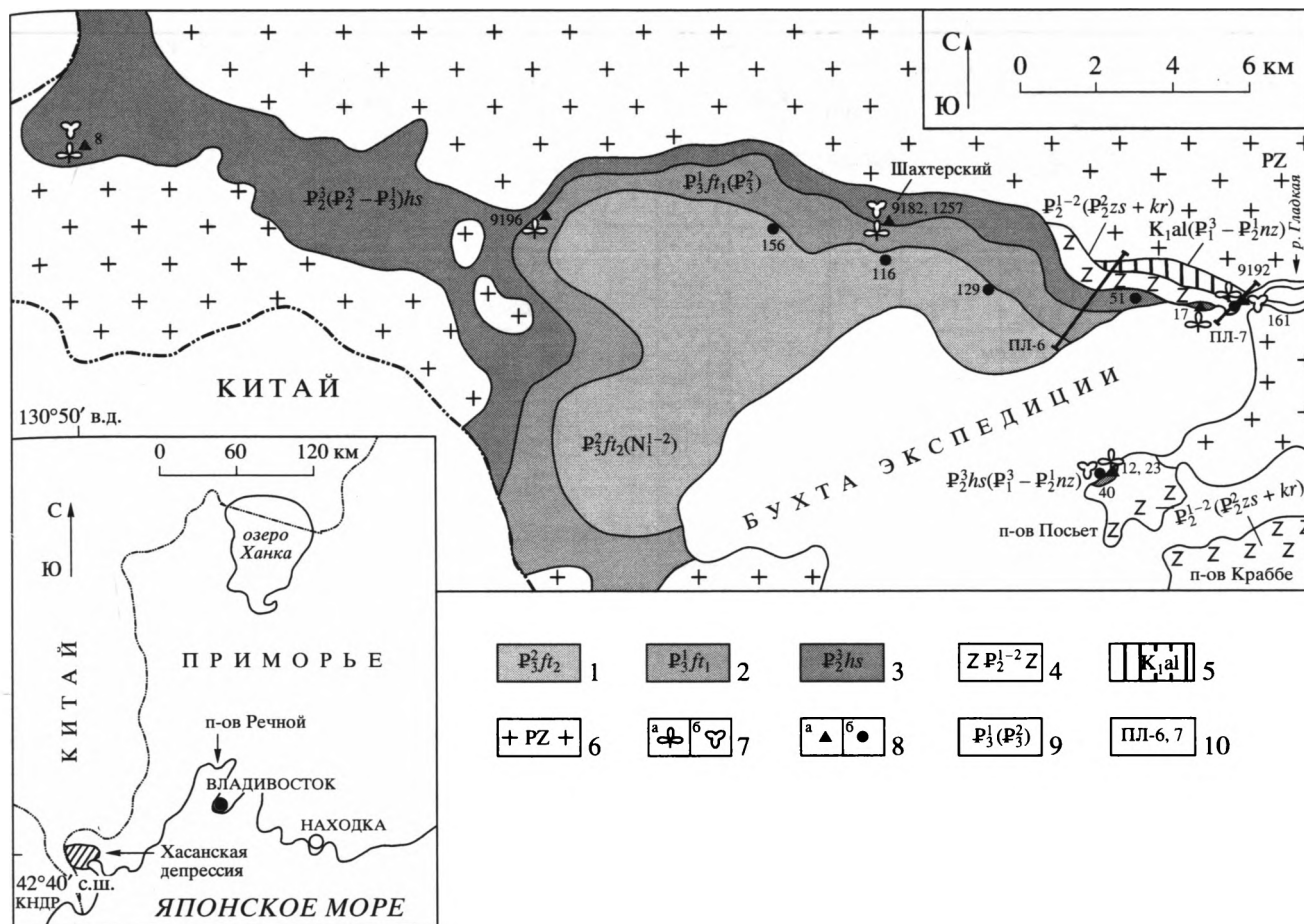 С
Ю
0 2 4 6 км
8
₽₂³(₽₂³ – ₽₃¹)hs
9196
₽₃¹ft₁(₽₃²)
Шахтерский
9182, 1257
156
116
129
PZ
₽₂¹⁻²(₽₂²zs + kr)
K₁al(₽₁³ – ₽₂¹nz)
р. Гладкая
9192
51
17
161
ПЛ-6
ПЛ-7
КИТАЙ
₽₃²ft₂(N₁¹⁻²)
БУХТА ЭКСПЕДИЦИИ
₽₂³hs(₽₁³ – ₽₂¹nz)
12, 23
40
₽₂¹⁻²(₽₂²zs + kr)
п-ов Посьет
п-ов Краббе
130°50′ в.д.
0 60 120 км
С
Ю
озеро
Ханка
КИТАЙ
ПРИМОРЬЕ
п-ов Речной
ВЛАДИВОСТОК
НАХОДКА
Хасанская
депрессия
42°40′ с.ш.
КНДР
ЯПОНСКОЕ МОРЕ
₽₃²ft₂ 1
₽₃¹ft₁ 2
₽₂³hs 3
Z ₽₂¹⁻² Z 4
K₁al 5
+ PZ + 6
а б 7
а б 8
₽₃¹(₽₃²) 9
ПЛ-6, 7 10